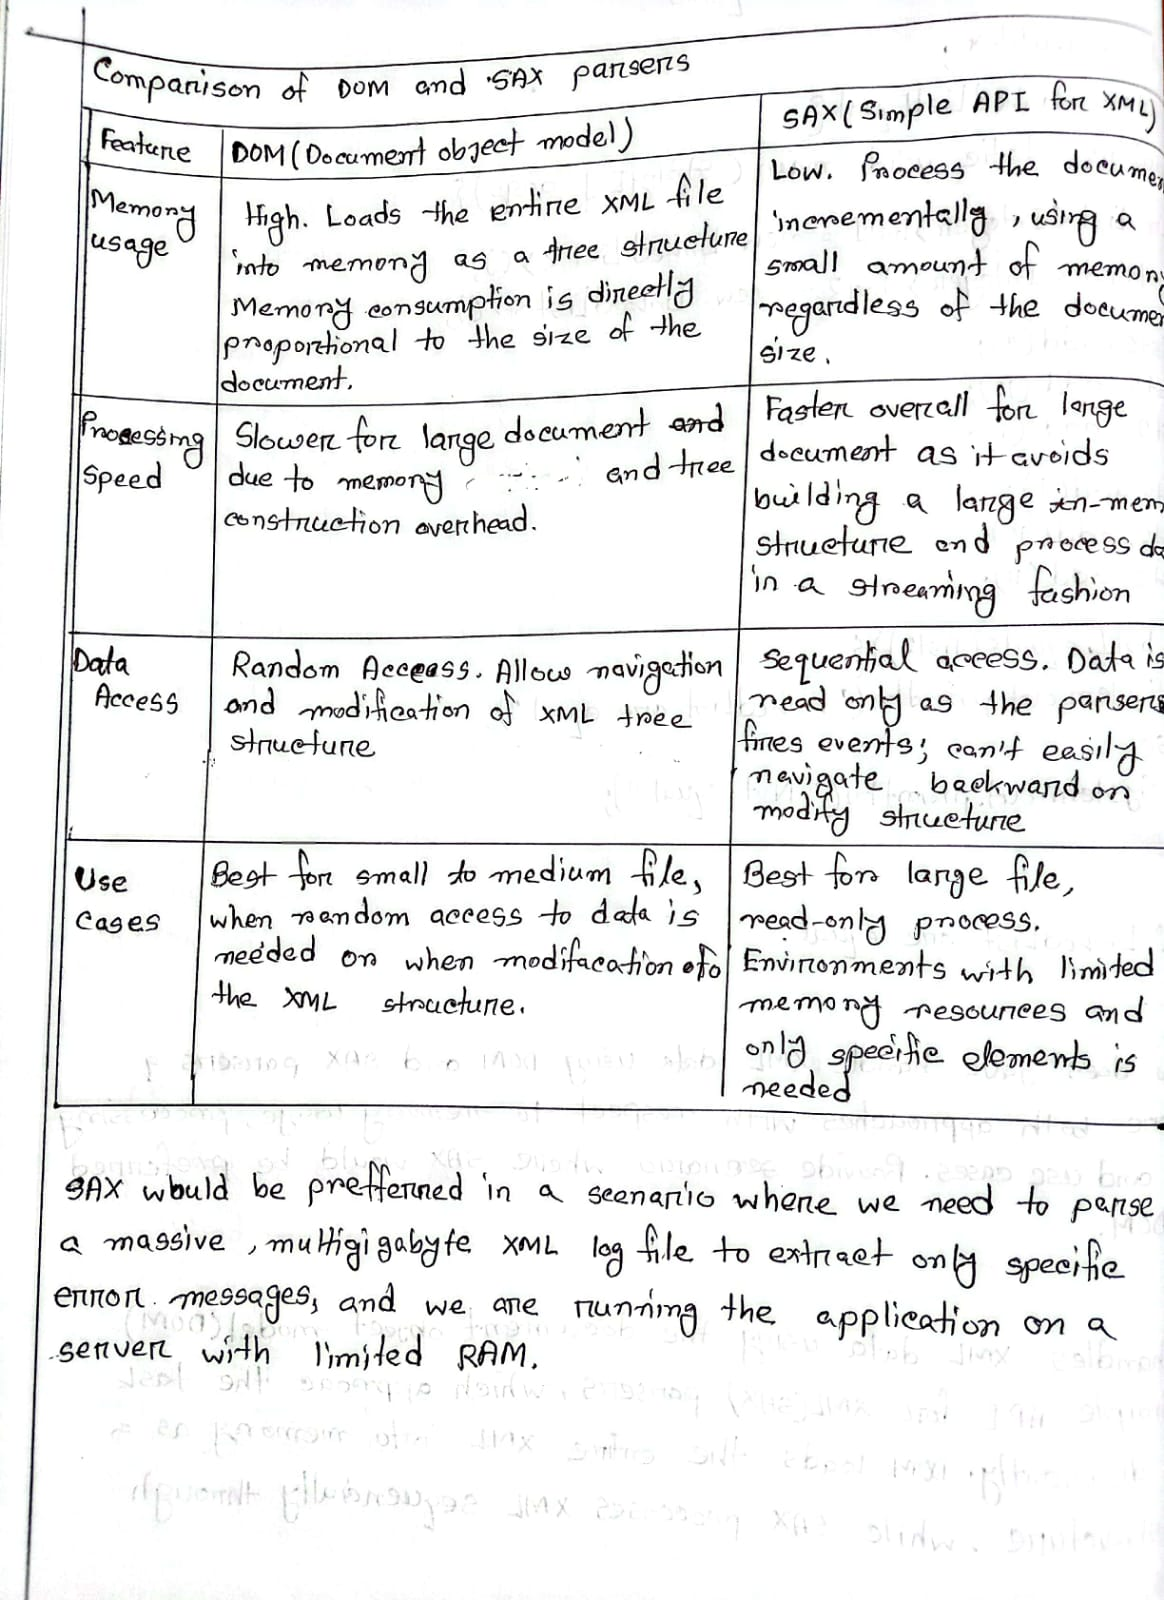 Comparison of DOM and SAX parsers
Feature
DOM (Document object model)
SAX (Simple API for XML)
Memory
usage
High. Loads the entire XML file
into memory as a tree structure
Memory consumption is directly
proportional to the size of the
document.
Low. Process the docume
incrementally, using a
small amount of memor
regardless of the docume
size.
Processing
Speed
Slower for large document and
due to memory and tree
construction overhead.
Faster overall for large
document as it avoids
building a large in-mem
structure and process da
in a streaming fashion
Data
Access
Random Access. Allow navigation
and modification of XML tree
structure
Sequential access. Data is
read only as the parsers
fires events; can't easily
navigate backward or
modify structure
Use
Cases
Best for small to medium file,
when random access to data is
needed or when modifacation of
the XML structure.
Best for large file,
read-only process.
Environments with limited
memory resources and
only specific elements is
needed
SAX would be prefferred in a scenario where we need to parse
a massive, multigigabyte XML log file to extract only specific
error messages, and we are running the application on a
server with limited RAM.